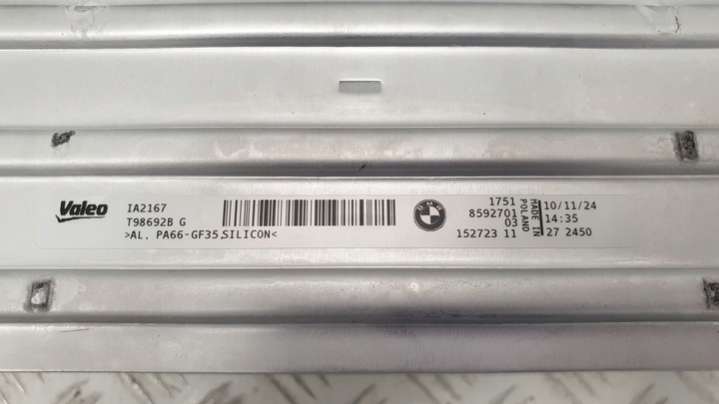 Valeo
IA2167
T98692B G
>AL. PA66-GF35,SILICON<
BMW
1751
8592701
03
152723 11
MADE IN
POLAND
10/11/24
14:35
27 2450